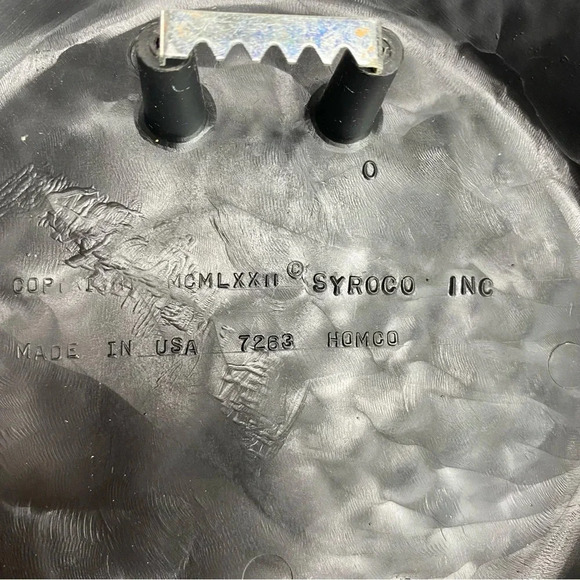 O
MCMLXXII © SYROCO INC
MADE IN USA 7263 HOMCO